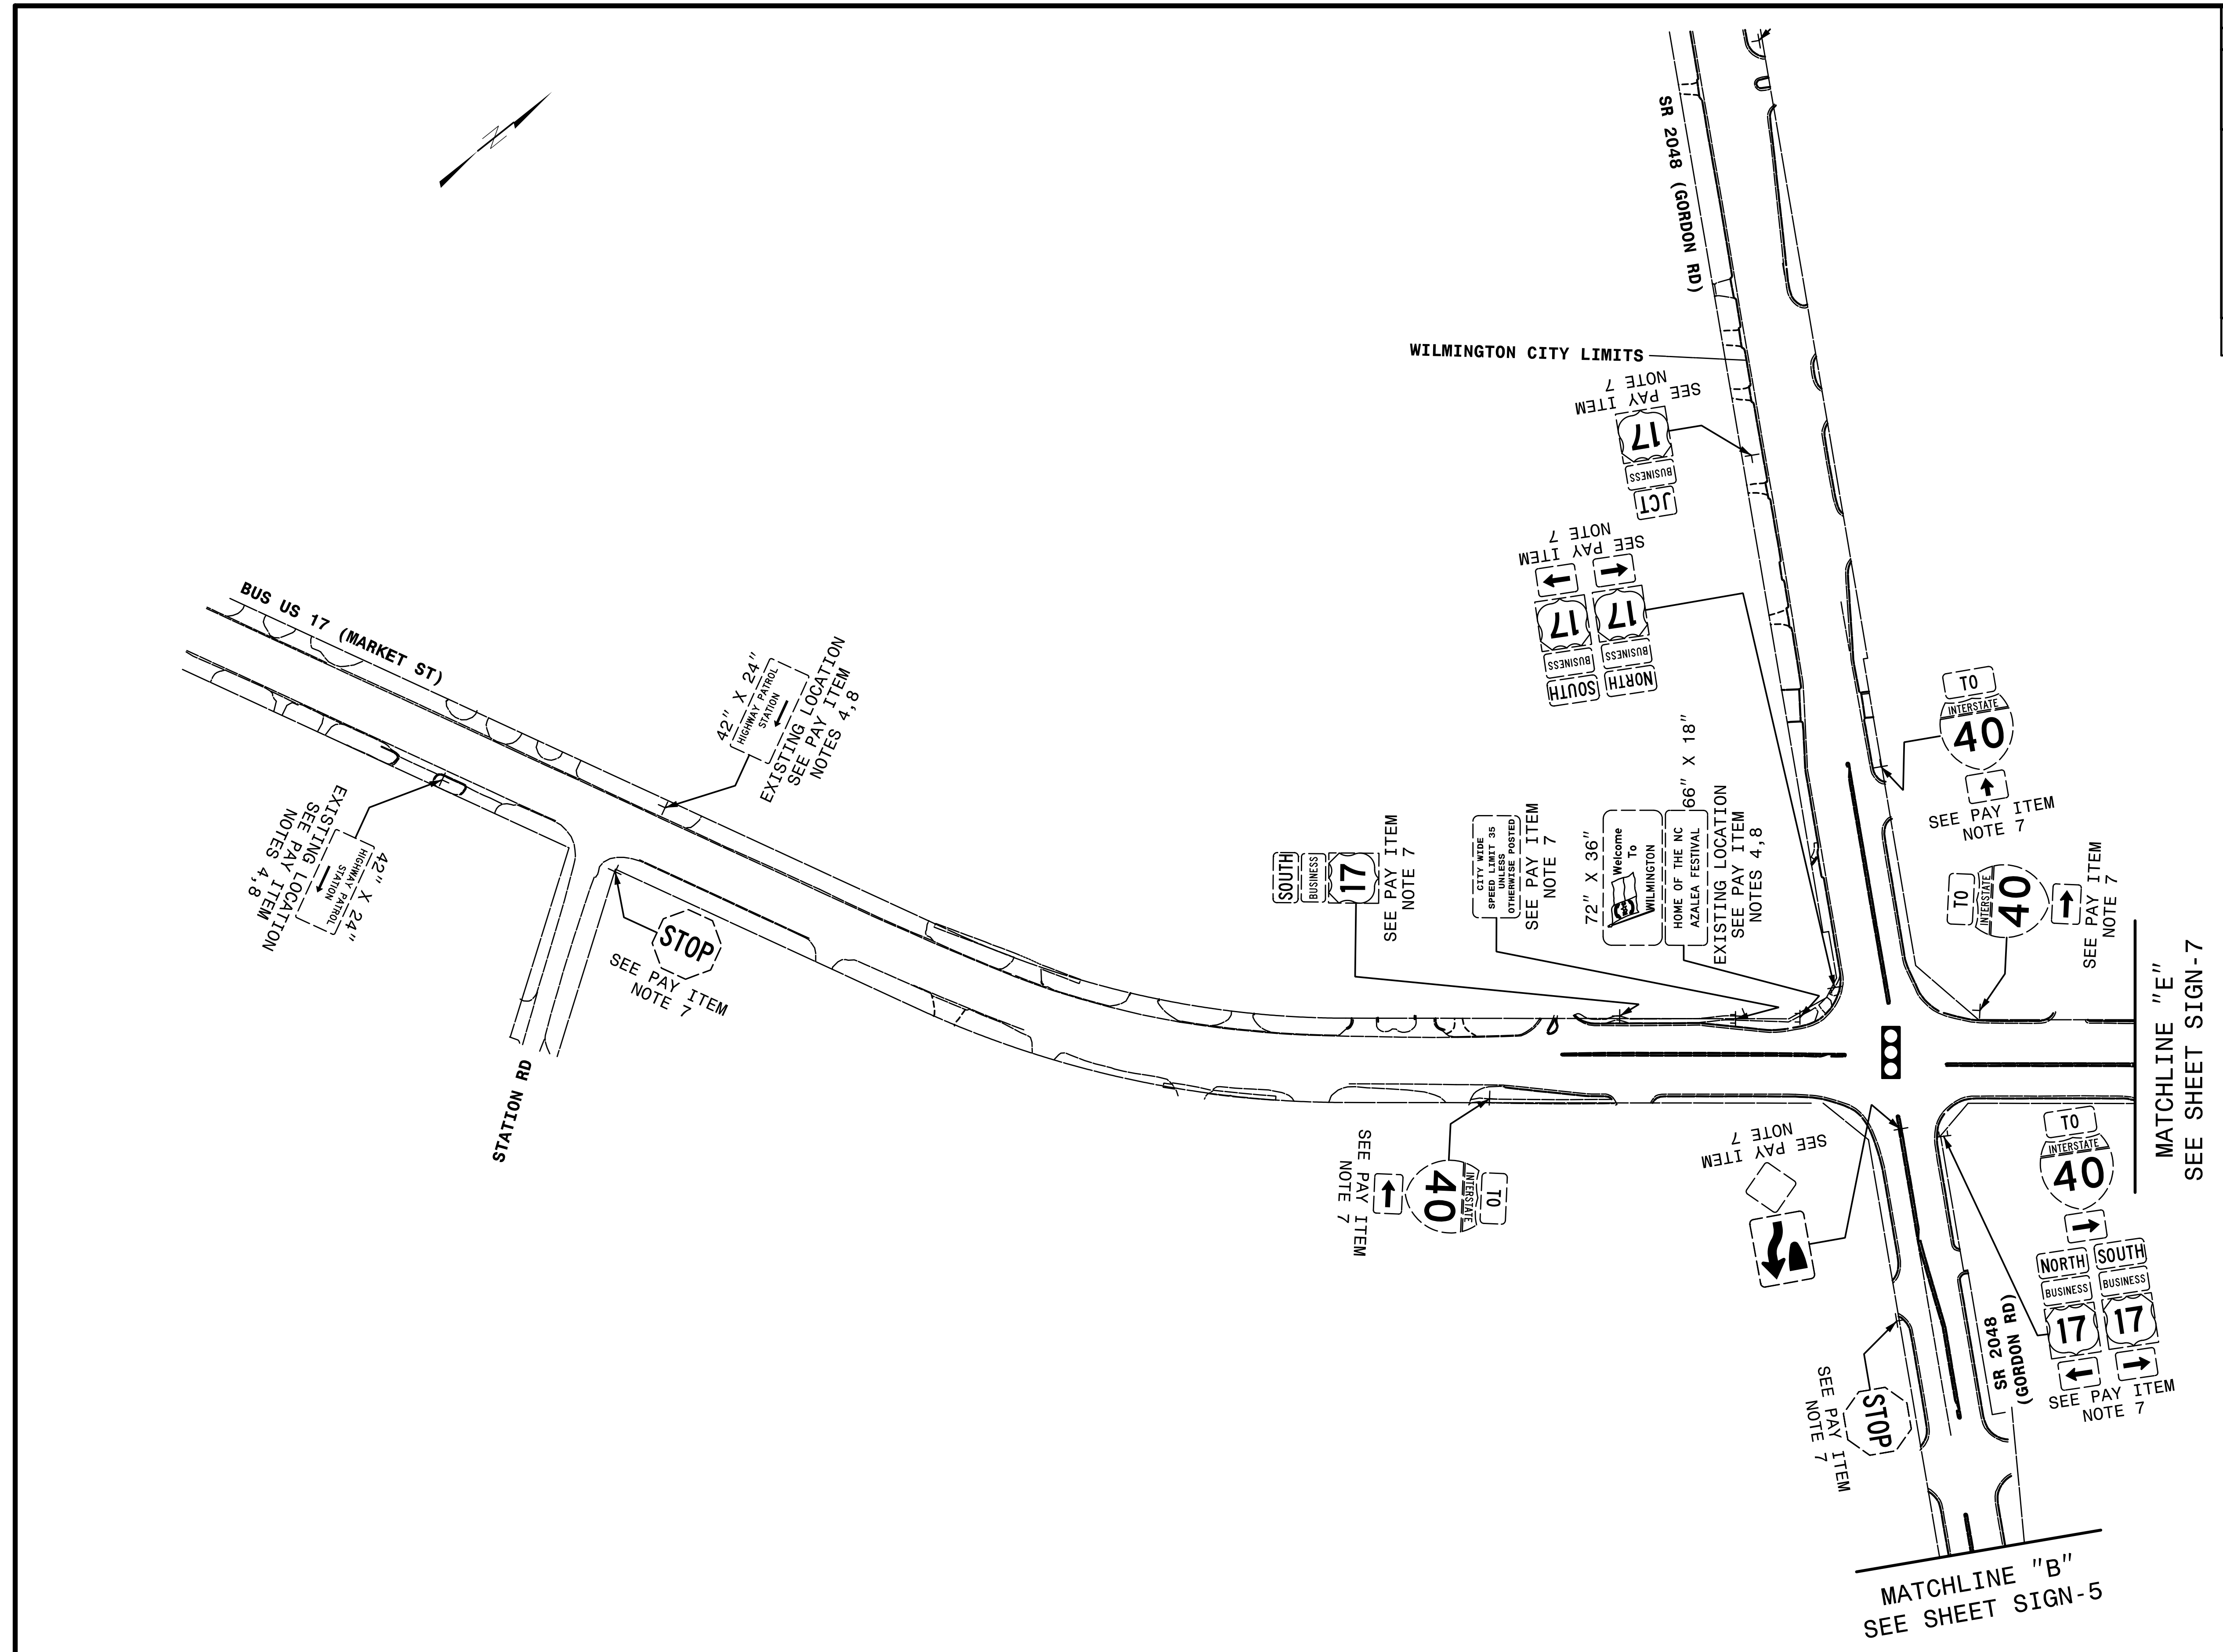 N
SR 2048 (GORDON RD)
WILMINGTON CITY LIMITS
SEE PAY ITEM
NOTE 7
JCT
BUSINESS
17
SEE PAY ITEM
NOTE 7
NORTH
BUSINESS
17
SOUTH
BUSINESS
17
BUS US 17 (MARKET ST)
42" X 24"
HIGHWAY PATROL
STATION
EXISTING LOCATION
SEE PAY ITEM
NOTES 4,8
42" X 24"
HIGHWAY PATROL
STATION
EXISTING LOCATION
SEE PAY ITEM
NOTES 4,8
STOP
SEE PAY ITEM
NOTE 7
STATION RD
SOUTH
BUSINESS
17
SEE PAY ITEM
NOTE 7
CITY WIDE
SPEED LIMIT 35
UNLESS
OTHERWISE POSTED
SEE PAY ITEM
NOTE 7
72" X 36"
Welcome
To
WILMINGTON
66" X 18"
HOME OF THE NC
AZALEA FESTIVAL
EXISTING LOCATION
SEE PAY ITEM
NOTES 4,8
TO
INTERSTATE
40
SEE PAY ITEM
NOTE 7
TO
INTERSTATE
40
SEE PAY ITEM
NOTE 7
MATCHLINE "E"
SEE SHEET SIGN-7
TO
INTERSTATE
40
SEE PAY ITEM
NOTE 7
SEE PAY ITEM
NOTE 7
TO
INTERSTATE
40
NORTH
BUSINESS
17
SOUTH
BUSINESS
17
SEE PAY ITEM
NOTE 7
SR 2048
(GORDON RD)
STOP
SEE PAY ITEM
NOTE 7
MATCHLINE "B"
SEE SHEET SIGN-5